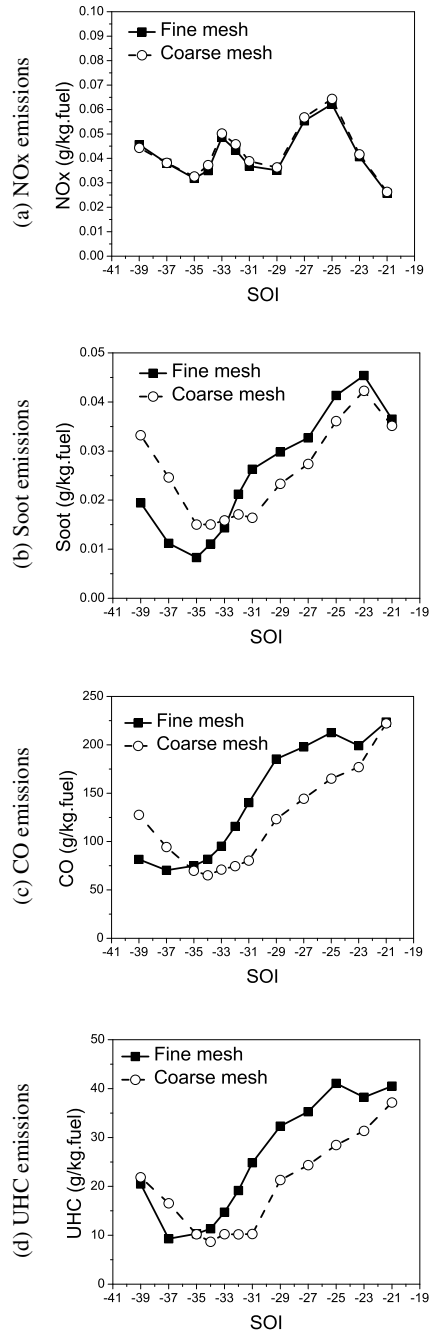 (a) NOx emissions
NOx (g/kg.fuel)
0.10
0.09
0.08
0.07
0.06
0.05
0.04
0.03
0.02
0.01
0.00
Fine mesh
Coarse mesh
-41 -39 -37 -35 -33 -31 -29 -27 -25 -23 -21 -19
SOI
(b) Soot emissions
Soot (g/kg.fuel)
0.05
0.04
0.03
0.02
0.01
0.00
Fine mesh
Coarse mesh
-41 -39 -37 -35 -33 -31 -29 -27 -25 -23 -21 -19
SOI
(c) CO emissions
CO (g/kg.fuel)
250
200
150
100
50
0
Fine mesh
Coarse mesh
-41 -39 -37 -35 -33 -31 -29 -27 -25 -23 -21 -19
SOI
(d) UHC emissions
UHC (g/kg.fuel)
50
40
30
20
10
0
Fine mesh
Coarse mesh
-41 -39 -37 -35 -33 -31 -29 -27 -25 -23 -21 -19
SOI